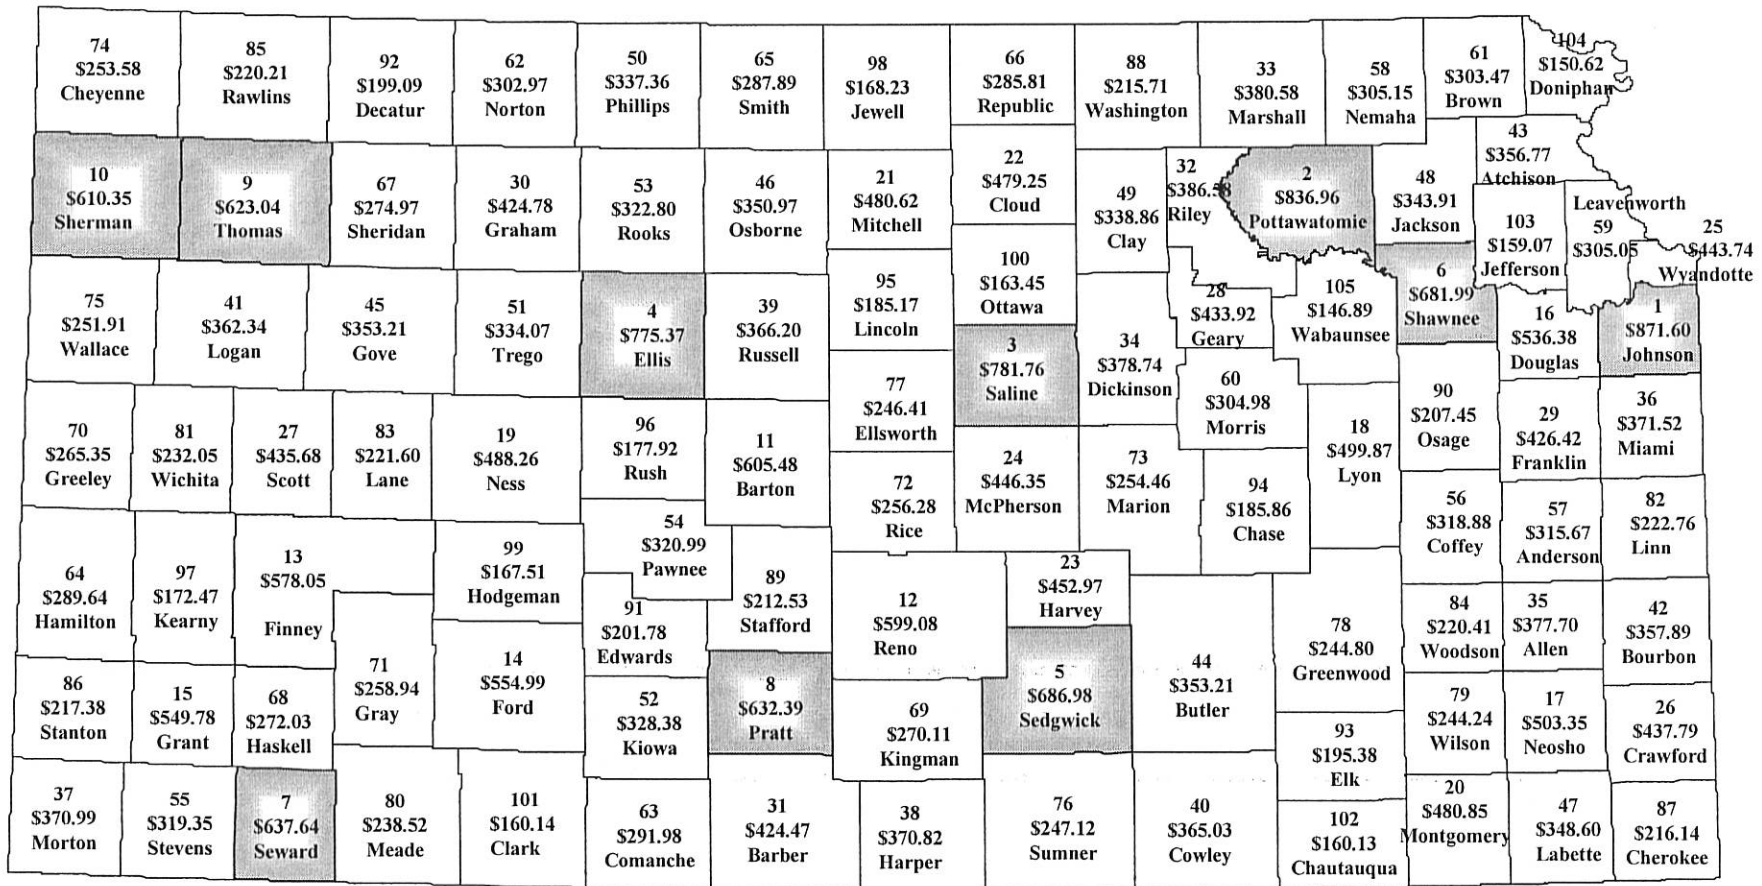 74
$253.58
Cheyenne
85
$220.21
Rawlins
92
$199.09
Decatur
62
$302.97
Norton
50
$337.36
Phillips
65
$287.89
Smith
98
$168.23
Jewell
66
$285.81
Republic
88
$215.71
Washington
33
$380.58
Marshall
58
$305.15
Nemaha
61
$303.47
Brown
104
$150.62
Doniphan
10
$610.35
Sherman
9
$623.04
Thomas
67
$274.97
Sheridan
30
$424.78
Graham
53
$322.80
Rooks
46
$350.97
Osborne
21
$480.62
Mitchell
22
$479.25
Cloud
49
$338.86
Clay
32
$386.58
Riley
2
$836.96
Pottawatomie
48
$343.91
Jackson
43
$356.77
Atchison
103
$159.07
Jefferson
Leavenworth
59
$305.05
25
$443.74
Wyandotte
75
$251.91
Wallace
41
$362.34
Logan
45
$353.21
Gove
51
$334.07
Trego
4
$775.37
Ellis
39
$366.20
Russell
95
$185.17
Lincoln
100
$163.45
Ottawa
3
$781.76
Saline
34
$378.74
Dickinson
28
$433.92
Geary
105
$146.89
Wabaunsee
6
$681.99
Shawnee
16
$536.38
Douglas
1
$871.60
Johnson
70
$265.35
Greeley
81
$232.05
Wichita
27
$435.68
Scott
83
$221.60
Lane
19
$488.26
Ness
96
$177.92
Rush
11
$605.48
Barton
77
$246.41
Ellsworth
72
$256.28
Rice
24
$446.35
McPherson
73
$254.46
Marion
60
$304.98
Morris
94
$185.86
Chase
18
$499.87
Lyon
90
$207.45
Osage
29
$426.42
Franklin
36
$371.52
Miami
56
$318.88
Coffey
57
$315.67
Anderson
82
$222.76
Linn
64
$289.64
Hamilton
97
$172.47
Kearny
13
$578.05
Finney
99
$167.51
Hodgeman
54
$320.99
Pawnee
91
$201.78
Edwards
89
$212.53
Stafford
12
$599.08
Reno
23
$452.97
Harvey
5
$686.98
Sedgwick
44
$353.21
Butler
78
$244.80
Greenwood
84
$220.41
Woodson
35
$377.70
Allen
42
$357.89
Bourbon
86
$217.38
Stanton
15
$549.78
Grant
68
$272.03
Haskell
71
$258.94
Gray
14
$554.99
Ford
52
$328.38
Kiowa
8
$632.39
Pratt
69
$270.11
Kingman
93
$195.38
Elk
79
$244.24
Wilson
17
$503.35
Neosho
26
$437.79
Crawford
37
$370.99
Morton
55
$319.35
Stevens
7
$637.64
Seward
80
$238.52
Meade
101
$160.14
Clark
63
$291.98
Comanche
31
$424.47
Barber
38
$370.82
Harper
76
$247.12
Sumner
40
$365.03
Cowley
102
$160.13
Chautauqua
20
$480.85
Montgomery
47
$348.60
Labette
87
$216.14
Cherokee